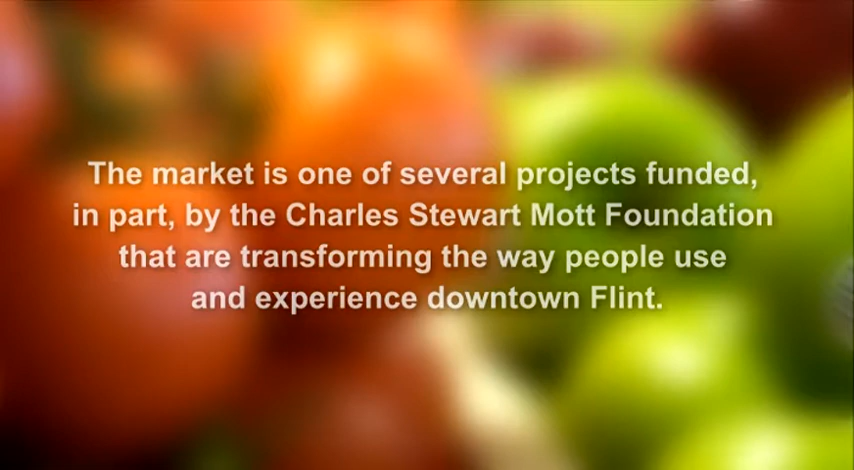 The market is one of several projects funded,
in part, by the Charles Stewart Mott Foundation
that are transforming the way people use
and experience downtown Flint.